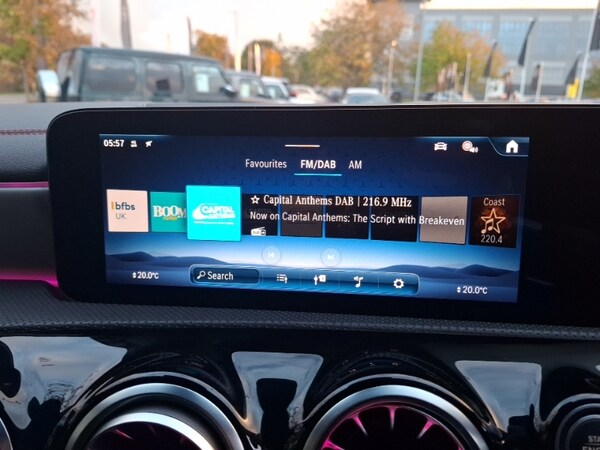 05:57
Favourites FM/DAB AM
bfbs
UK
BOOM
CAPITAL
☆ Capital Anthems DAB | 216.9 MHz
Now on Capital Anthems: The Script with Breakeven
Coast
220.4
20.0°C
Search
20.0°C